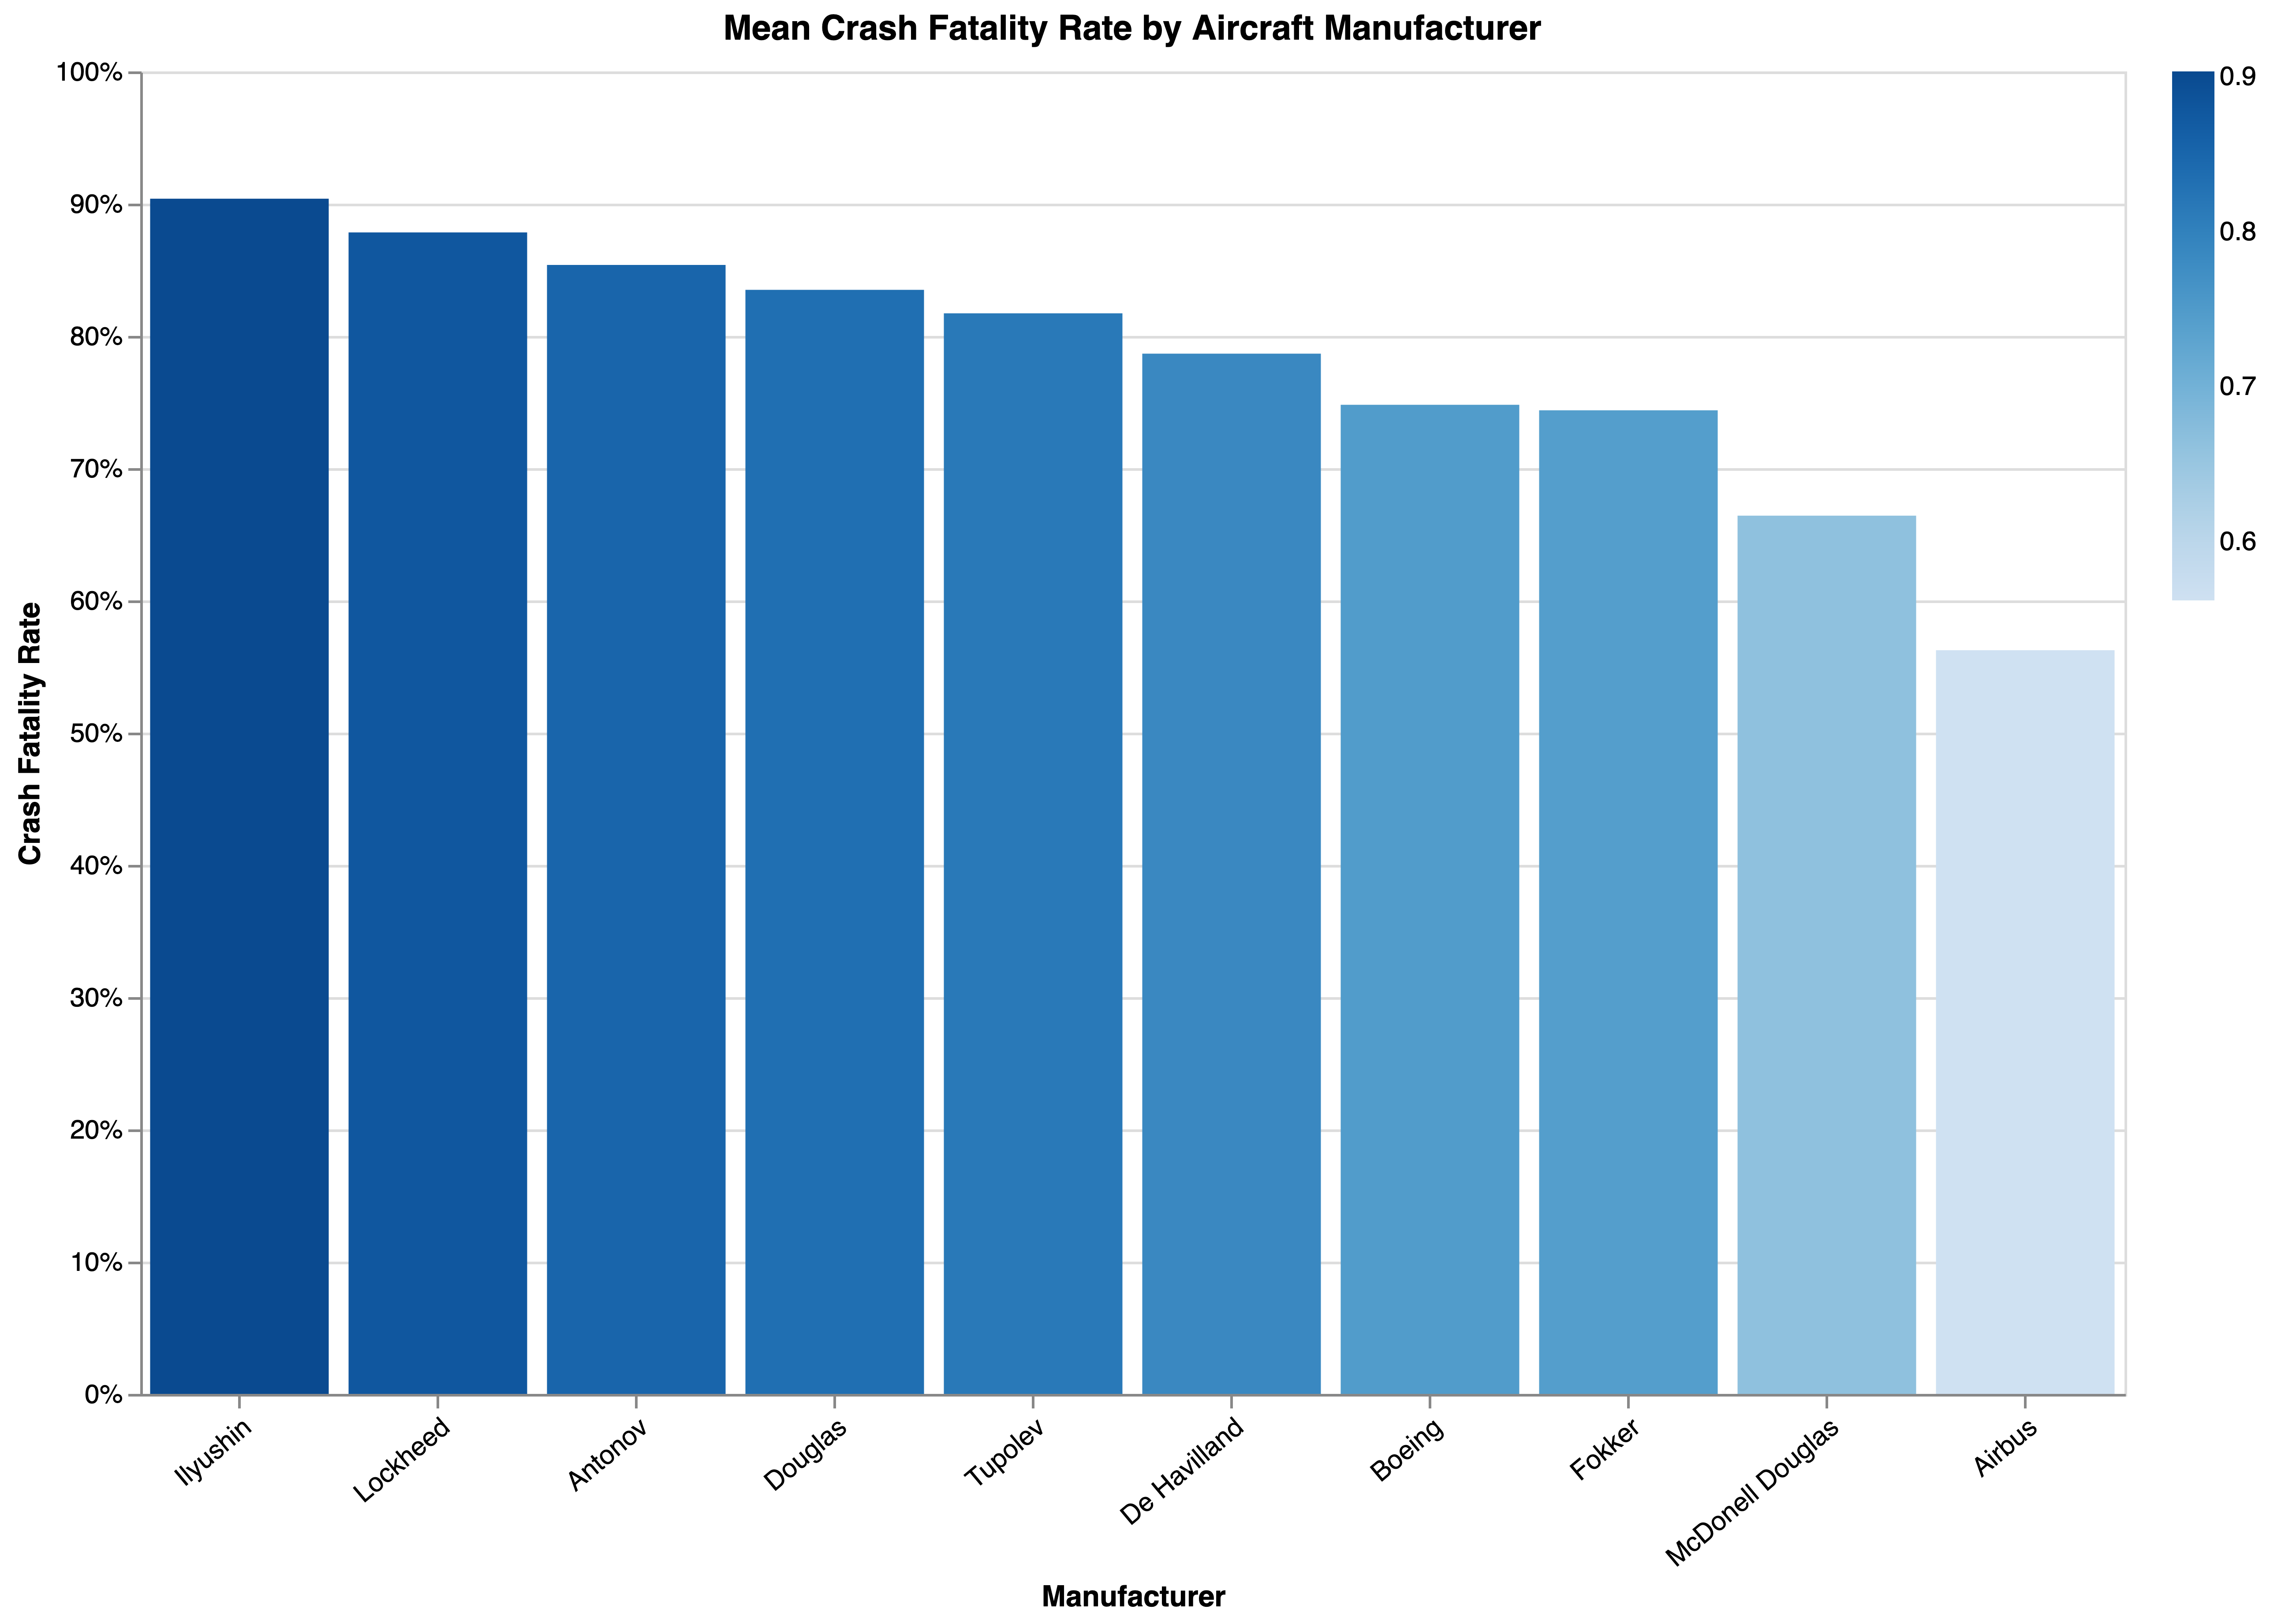 Mean Crash Fatality Rate by Aircraft Manufacturer
100%
90%
80%
70%
60%
50%
40%
30%
20%
10%
0%
Crash Fatality Rate
Ilyushin
Lockheed
Antonov
Douglas
Tupolev
De Havilland
Boeing
Fokker
McDonell Douglas
Airbus
Manufacturer
0.9
0.8
0.7
0.6